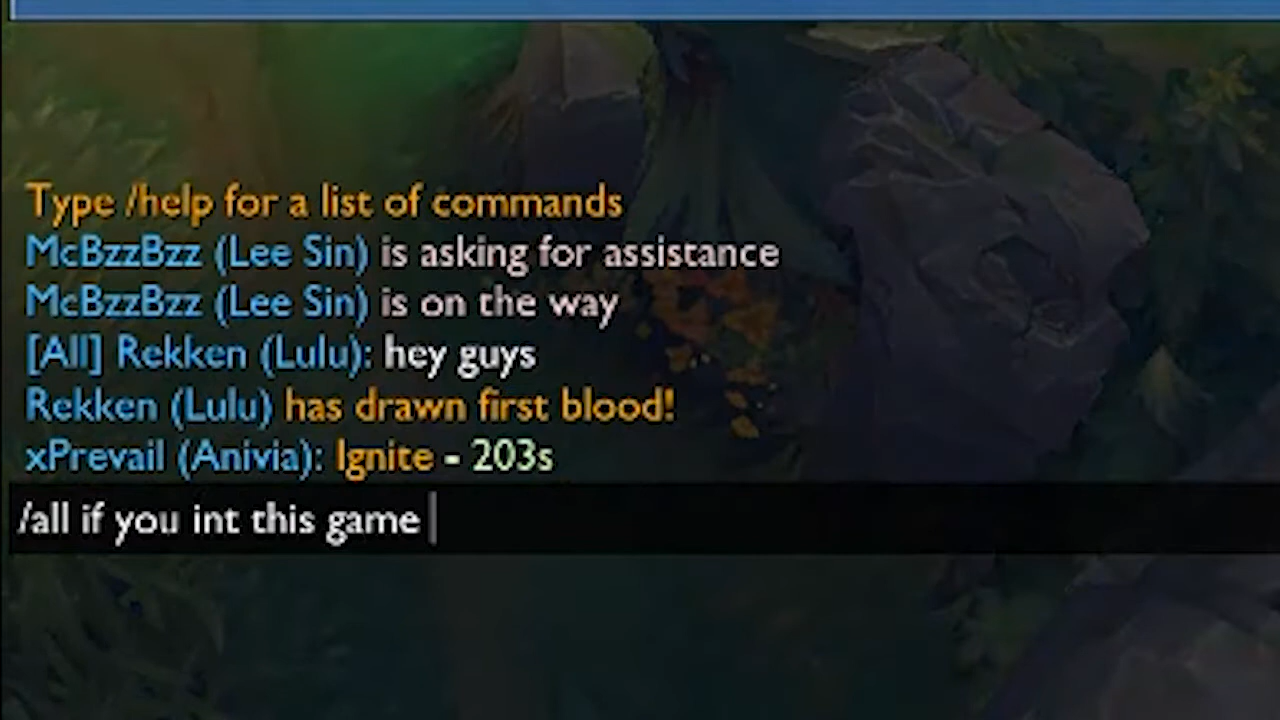 Type /help for a list of commands
McBzzBzz (Lee Sin) is asking for assistance
McBzzBzz (Lee Sin) is on the way
[All] Rekken (Lulu): hey guys
Rekken (Lulu) has drawn first blood!
xPrevail (Anivia): Ignite - 203s
/all if you int this game